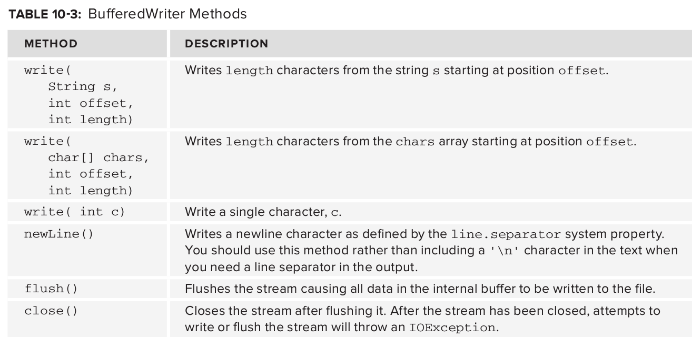 TABLE 10-3: BufferedWriter Methods
METHOD DESCRIPTION
write( Writes length characters from the string s starting at position offset.
String s,
int offset,
int length)
write( Writes length characters from the chars array starting at position offset.
char[] chars,
int offset,
int length)
write( int c) Write a single character, c.
newLine() Writes a newline character as defined by the line.separator system property.
You should use this method rather than including a '\n' character in the text when
you need a line separator in the output.
flush() Flushes the stream causing all data in the internal buffer to be written to the file.
close() Closes the stream after flushing it. After the stream has been closed, attempts to
write or flush the stream will throw an IOException.